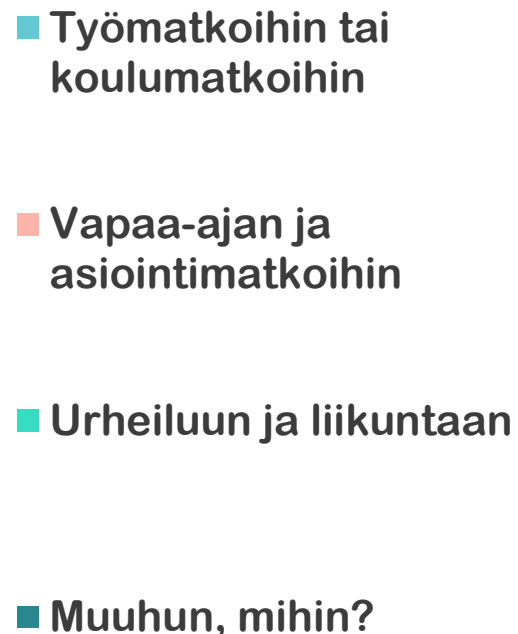 Työmatkoihin tai
koulumatkoihin
Vapaa-ajan ja
asiointimatkoihin
Urheiluun ja liikuntaan
Muuhun, mihin?